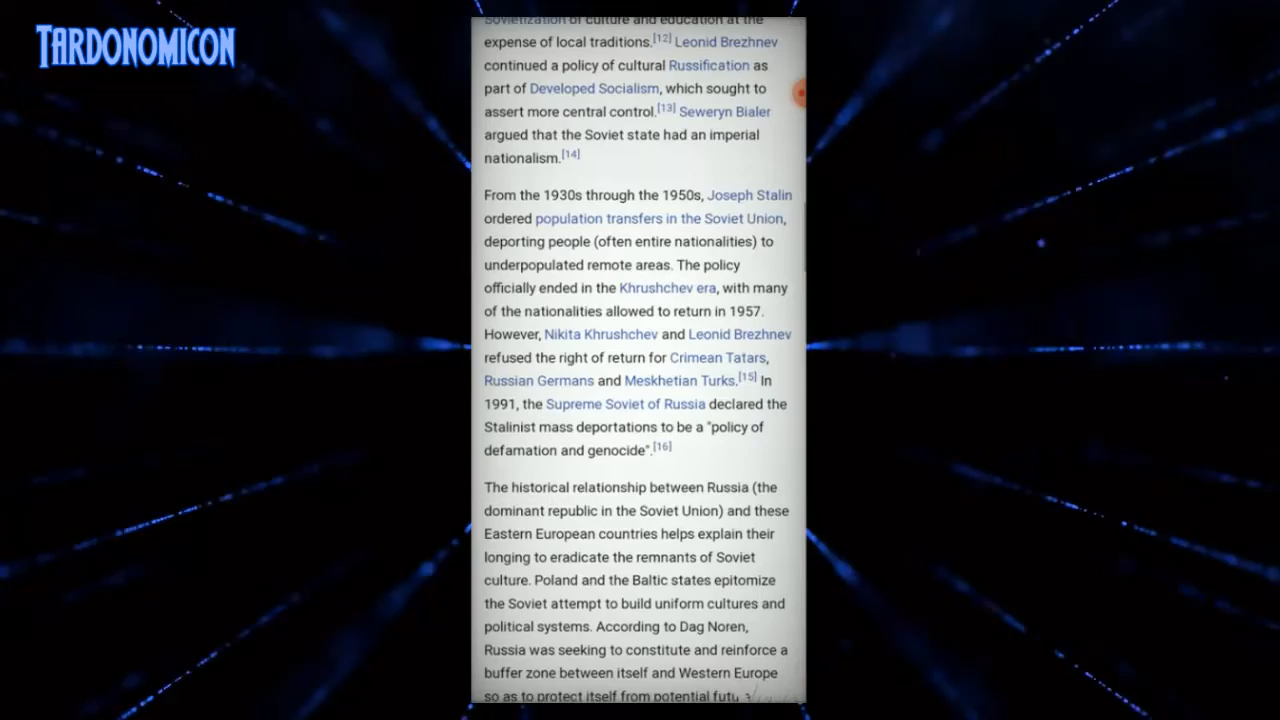 TARDONOMICON
Sovietization of culture and education at the
expense of local traditions.[12] Leonid Brezhnev
continued a policy of cultural Russification as
part of Developed Socialism, which sought to
assert more central control.[13] Seweryn Bialer
argued that the Soviet state had an imperial
nationalism.[14]
From the 1930s through the 1950s, Joseph Stalin
ordered population transfers in the Soviet Union,
deporting people (often entire nationalities) to
underpopulated remote areas. The policy
officially ended in the Khrushchev era, with many
of the nationalities allowed to return in 1957.
However, Nikita Khrushchev and Leonid Brezhnev
refused the right of return for Crimean Tatars,
Russian Germans and Meskhetian Turks.[15] In
1991, the Supreme Soviet of Russia declared the
Stalinist mass deportations to be a "policy of
defamation and genocide".[16]
The historical relationship between Russia (the
dominant republic in the Soviet Union) and these
Eastern European countries helps explain their
longing to eradicate the remnants of Soviet
culture. Poland and the Baltic states epitomize
the Soviet attempt to build uniform cultures and
political systems. According to Dag Noren,
Russia was seeking to constitute and reinforce a
buffer zone between itself and Western Europe
so as to protect itself from potential